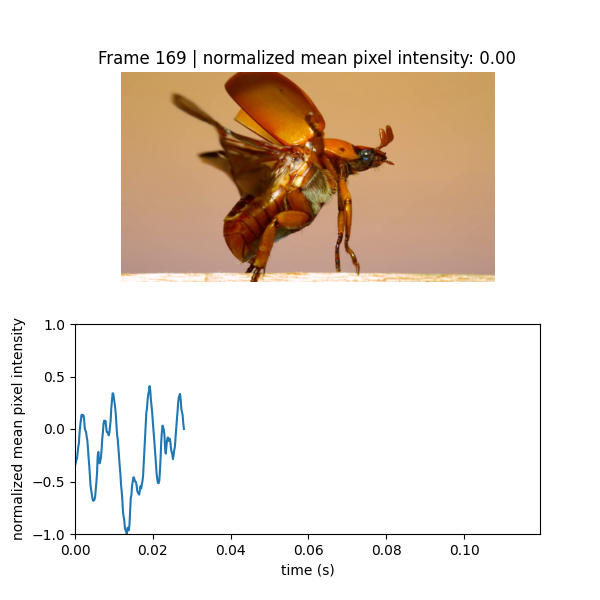 Frame 169 | normalized mean pixel intensity: 0.00
normalized mean pixel intensity
1.0
0.5
0.0
−0.5
−1.0
0.00 0.02 0.04 0.06 0.08 0.10
time (s)